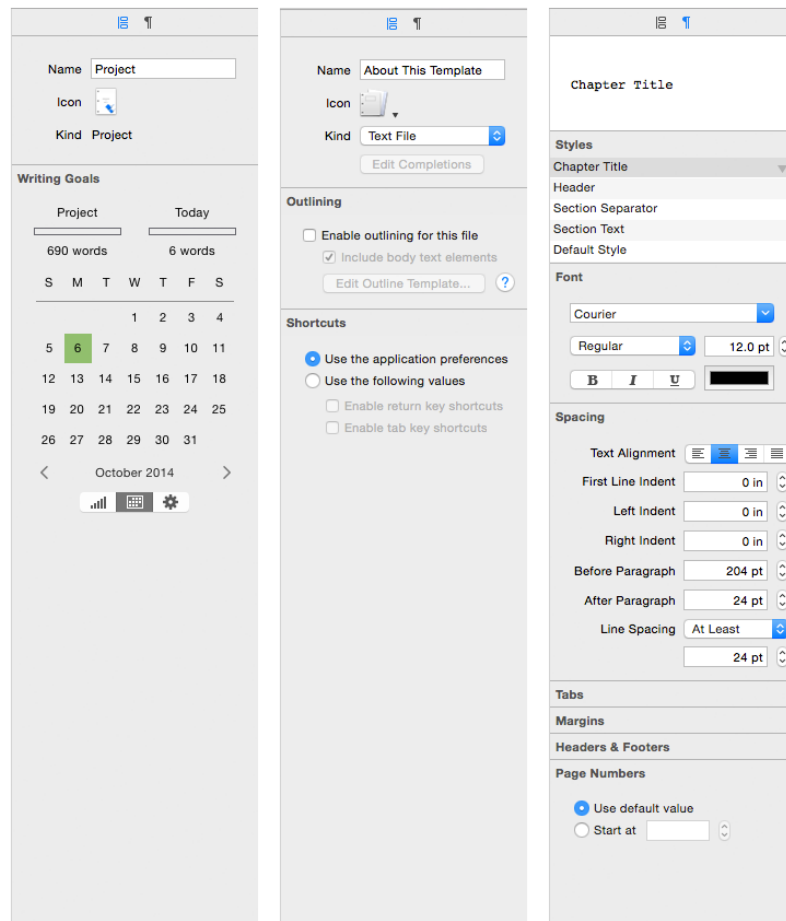 ¶
Name Project
Icon
Kind Project
Writing Goals
Project Today
690 words 6 words
S M T W T F S
1 2 3 4
5 6 7 8 9 10 11
12 13 14 15 16 17 18
19 20 21 22 23 24 25
26 27 28 29 30 31
October 2014
¶
Name About This Template
Icon
Kind Text File
Edit Completions
Outlining
Enable outlining for this file
Include body text elements
Edit Outline Template... ?
Shortcuts
Use the application preferences
Use the following values
Enable return key shortcuts
Enable tab key shortcuts
¶
Chapter Title
Styles
Chapter Title
Header
Section Separator
Section Text
Default Style
Font
Courier
Regular 12.0 pt
B I U
Spacing
Text Alignment
First Line Indent 0 in
Left Indent 0 in
Right Indent 0 in
Before Paragraph 204 pt
After Paragraph 24 pt
Line Spacing At Least
24 pt
Tabs
Margins
Headers & Footers
Page Numbers
Use default value
Start at